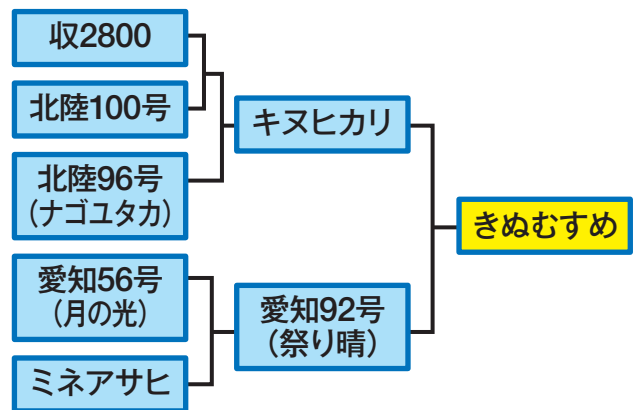 収2800
北陸100号
北陸96号
(ナゴユタカ)
愛知56号
(月の光)
ミネアサヒ
キヌヒカリ
愛知92号
(祭り晴)
きぬむすめ